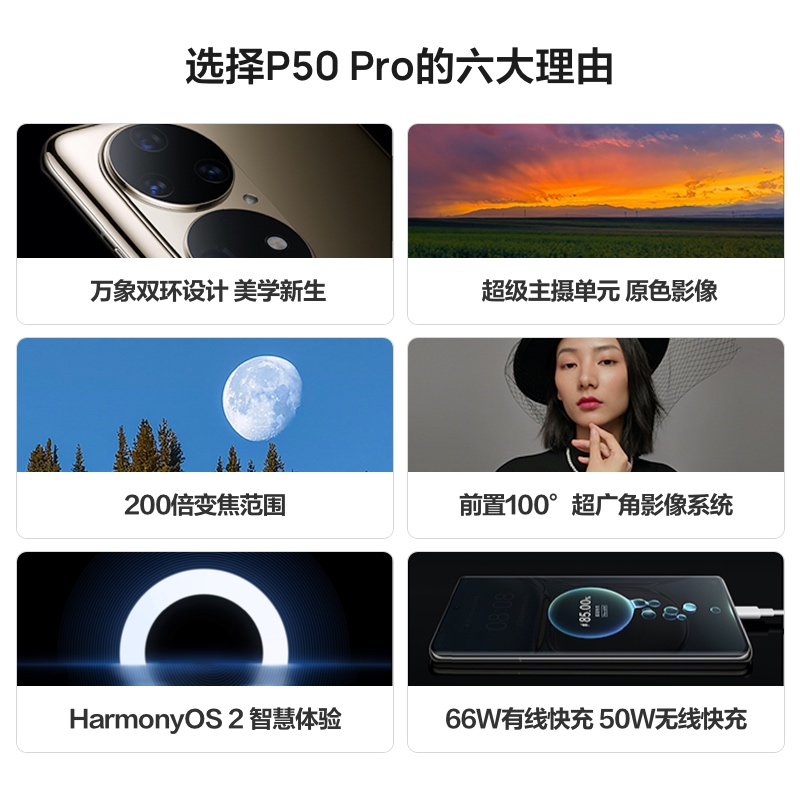 选择P50 Pro的六大理由
万象双环设计 美学新生
超级主摄单元 原色影像
200倍变焦范围
前置100°超广角影像系统
HarmonyOS 2 智慧体验
85.00%
66W有线快充 50W无线快充